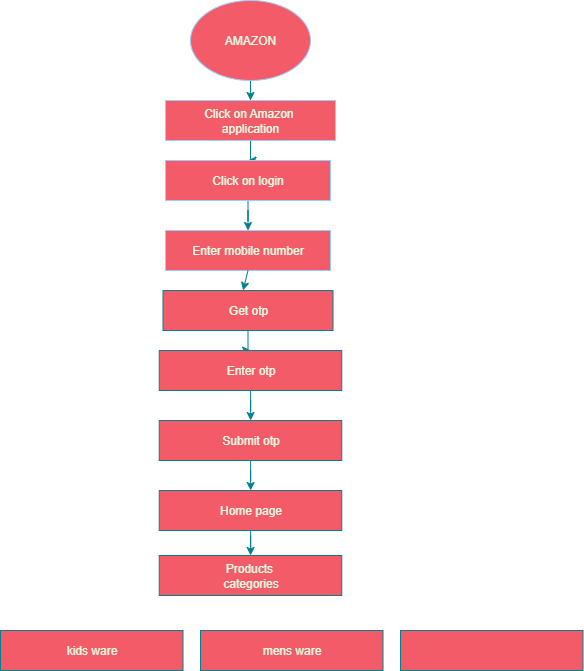 AMAZON
Click on Amazon
application
Click on login
Enter mobile number
Get otp
Enter otp
Submit otp
Home page
Products
categories
kids ware
mens ware